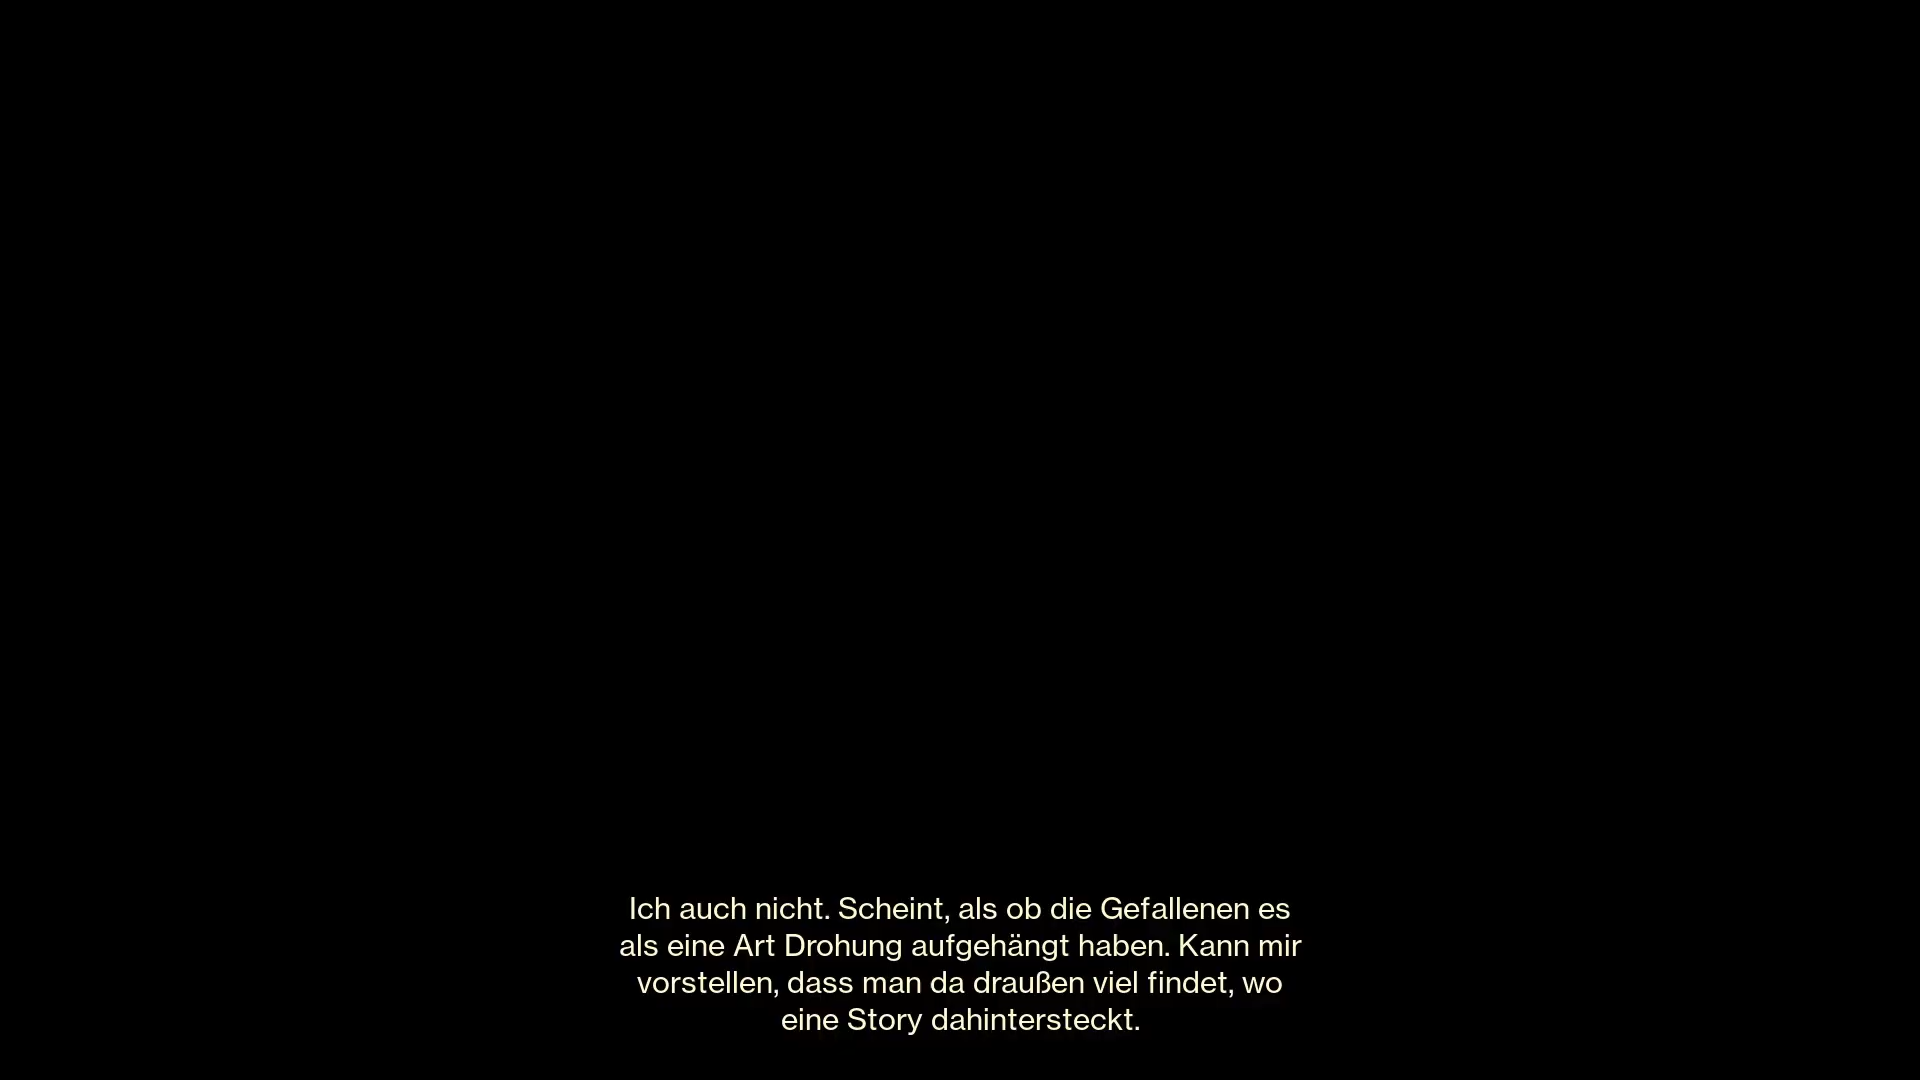 Ich auch nicht. Scheint, als ob die Gefallenen es
als eine Art Drohung aufgehängt haben. Kann mir
vorstellen, dass man da draußen viel findet, wo
eine Story dahintersteckt.